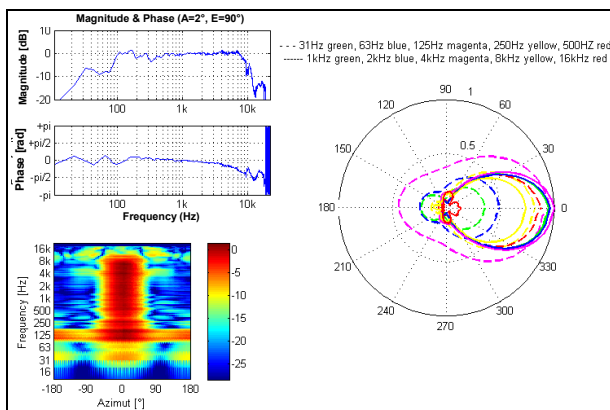 Magnitude & Phase (A=2°, E=90°)
Magnitude [dB]
10
0
-10
-20
100
1k
10k
Phase [rad]
+pi
+pi/2
0
-pi/2
-pi
100
1k
10k
Frequency (Hz)
--- 31Hz green, 63Hz blue, 125Hz magenta, 250Hz yellow, 500HZ red
------ 1kHz green, 2kHz blue, 4kHz magenta, 8kHz yellow, 16kHz red
90
1
120
60
0.5
150
30
180
0
210
330
240
300
270
Frequency [Hz]
16k
8k
4k
2k
1k
500
250
125
63
31
16
-180
-90
0
90
180
Azimut [°]
0
-5
-10
-15
-20
-25